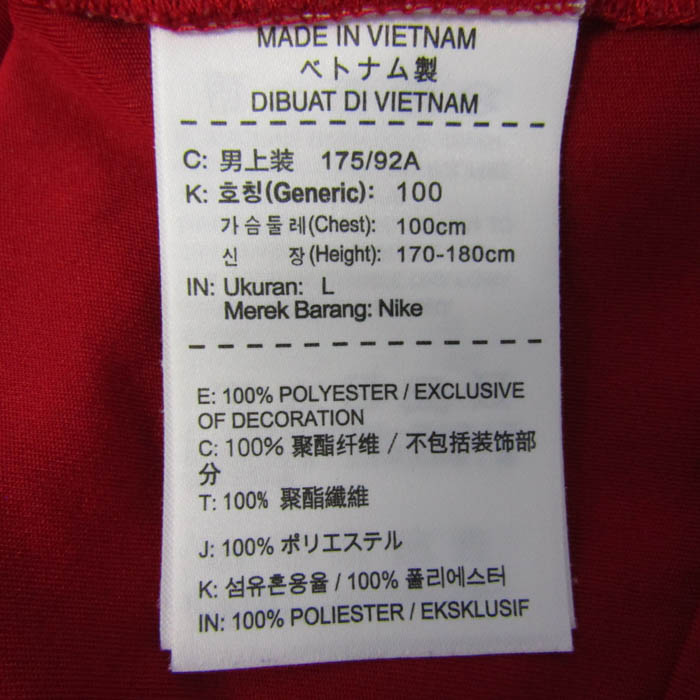 MADE IN VIETNAM
ベトナム製
DIBUAT DI VIETNAM
C: 男上装 175/92A
K: 호칭(Generic): 100
가슴둘레(Chest): 100cm
신 장(Height): 170-180cm
IN: Ukuran: L
Merek Barang: Nike
E: 100% POLYESTER / EXCLUSIVE
OF DECORATION
C: 100% 聚酯纤维 / 不包括装饰部
分
T: 100% 聚酯纖維
J: 100% ポリエステル
K: 섬유혼용율 / 100% 폴리에스터
IN: 100% POLIESTER / EKSKLUSIF